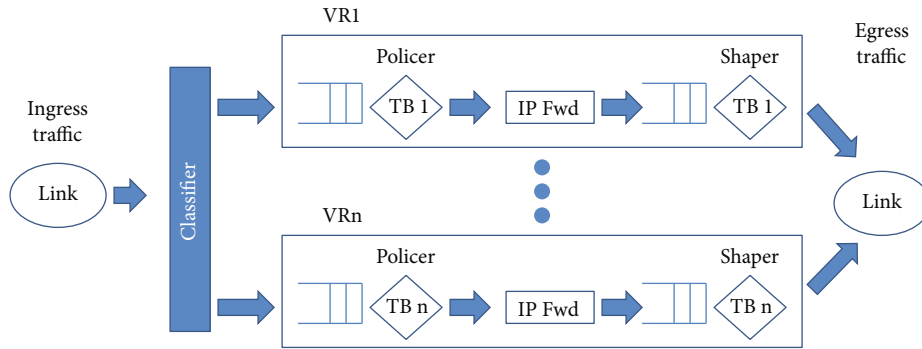 VR1
Egress
traffic
Policer
Shaper
Ingress
traffic
TB 1
IP Fwd
TB 1
Link
Classifier
Link
VRn
Policer
Shaper
TB n
IP Fwd
TB n